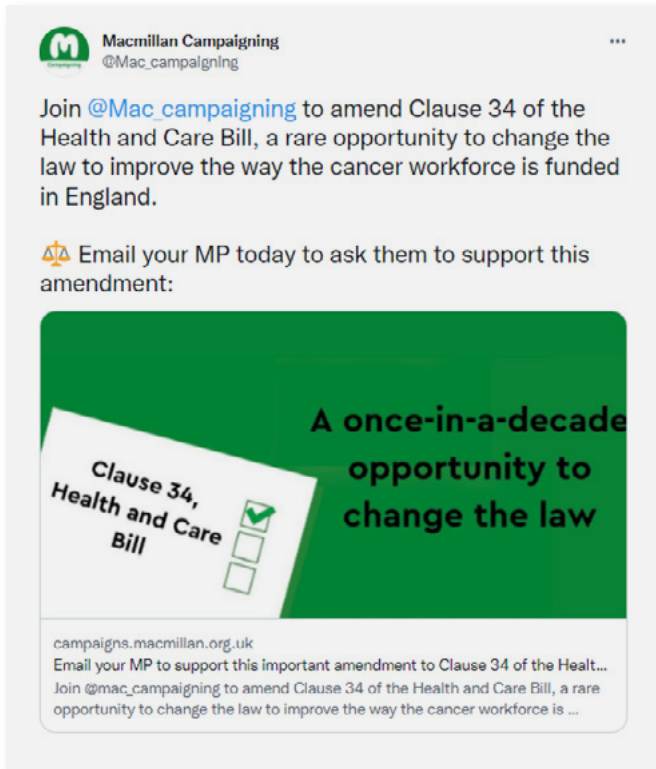 Macmillan Campaigning
@Mac_campaigning
Join @Mac_campaigning to amend Clause 34 of the
Health and Care Bill, a rare opportunity to change the
law to improve the way the cancer workforce is funded
in England.
⚖️ Email your MP today to ask them to support this
amendment:
A once-in-a-decade
opportunity to
change the law
Clause 34,
Health and Care
Bill
campaigns.macmillan.org.uk
Email your MP to support this important amendment to Clause 34 of the Healt...
Join @mac_campaigning to amend Clause 34 of the Health and Care Bill, a rare
opportunity to change the law to improve the way the cancer workforce is ...